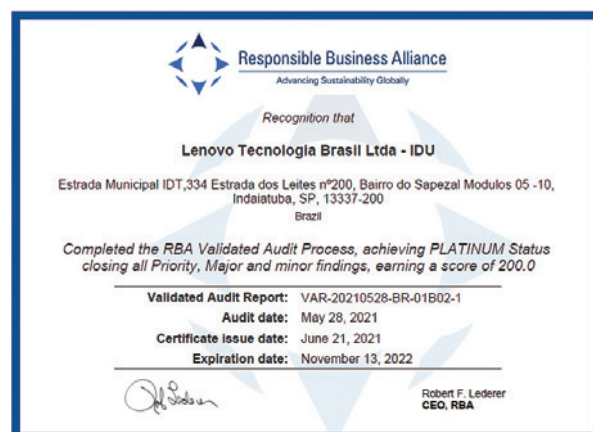 Responsible Business Alliance
Advancing Sustainability Globally
Recognition that
Lenovo Tecnologia Brasil Ltda - IDU
Estrada Municipal IDT,334 Estrada dos Leites nº200, Bairro do Sapezal Modulos 05 -10,
Indaiatuba, SP, 13337-200
Brazil
Completed the RBA Validated Audit Process, achieving PLATINUM Status
closing all Priority, Major and minor findings, earning a score of 200.0
Validated Audit Report: VAR-20210528-BR-01B02-1
Audit date: May 28, 2021
Certificate issue date: June 21, 2021
Expiration date: November 13, 2022
Robert F. Lederer
CEO, RBA